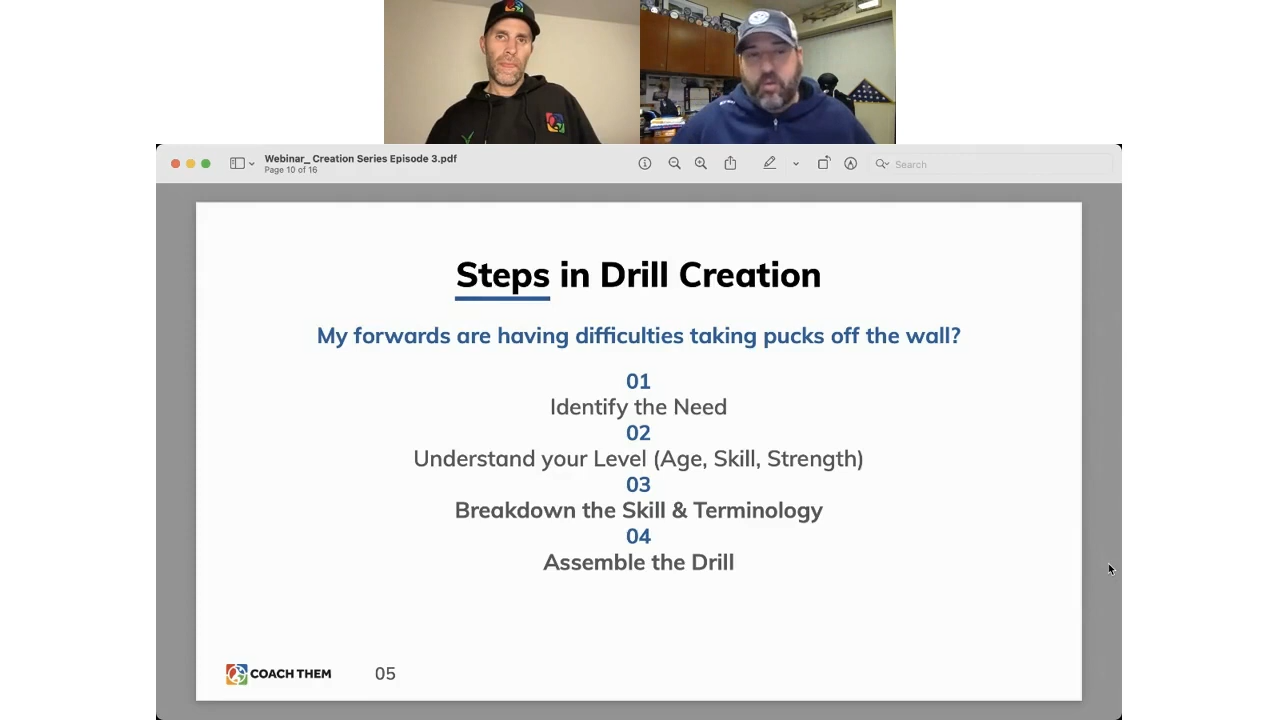 Webinar_ Creation Series Episode 3.pdf
Page 10 of 16
Search
Steps in Drill Creation
My forwards are having difficulties taking pucks off the wall?
01
Identify the Need
02
Understand your Level (Age, Skill, Strength)
03
Breakdown the Skill & Terminology
04
Assemble the Drill
COACH THEM
05